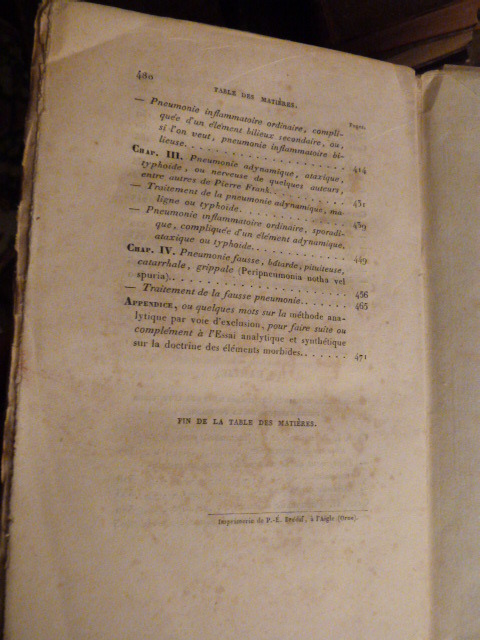 480
TABLE DES MATIÈRES.
Pages.
— Pneumonie inflammatoire ordinaire, compli-
quée d'un élément bilieux secondaire, ou,
si l'on veut, pneumonie inflammatoire bi-
lieuse. . . . . . . . . . . . . . . . . . . . 414
CHAP. III. Pneumonie adynamique, ataxique,
typhoïde, ou nerveuse de quelques auteurs,
entre autres de Pierre Frank. . . . . . . . . . 431
— Traitement de la pneumonie adynamique, ma-
ligne ou typhoïde. . . . . . . . . . . . . . 439
— Pneumonie inflammatoire ordinaire, sporadi-
que, compliquée d'un élément adynamique,
ataxique ou typhoïde. . . . . . . . . . . . . 449
CHAP. IV. Pneumonie fausse, bâtarde, pituiteuse,
catarrhale, grippale (Peripneumonia notha vel
spuria). . . . . . . . . . . . . . . . . . . . 456
— Traitement de la fausse pneumonie. . . . . . . 465
APPENDICE, ou quelques mots sur la méthode ana-
lytique par voie d'exclusion, pour faire suite ou
complément à l'Essai analytique et synthétique
sur la doctrine des éléments morbides. . . . . . 471
FIN DE LA TABLE DES MATIÈRES.
Imprimerie de P.-É. Brédif, à l'Aigle (Orne).